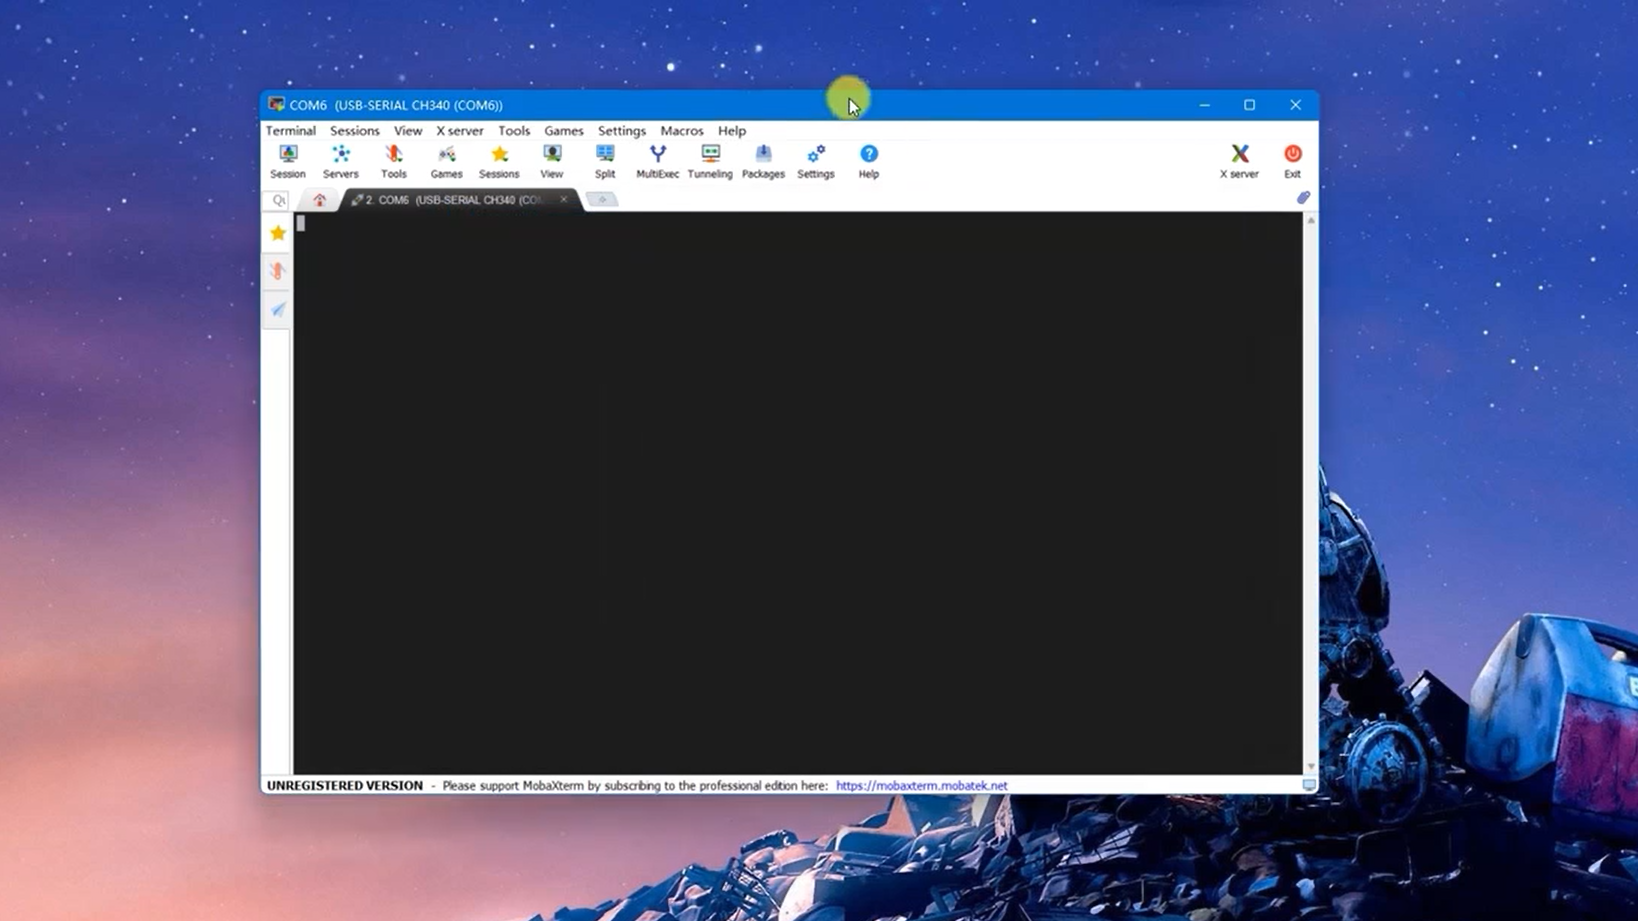 COM6 (USB-SERIAL CH340 (COM6))
Terminal Sessions View X server Tools Games Settings Macros Help
Session Servers Tools Games Sessions View Split MultiExec Tunneling Packages Settings Help X server Exit
2. COM6 (USB-SERIAL CH340 (CO
UNREGISTERED VERSION - Please support MobaXterm by subscribing to the professional edition here: https://mobaxterm.mobatek.net